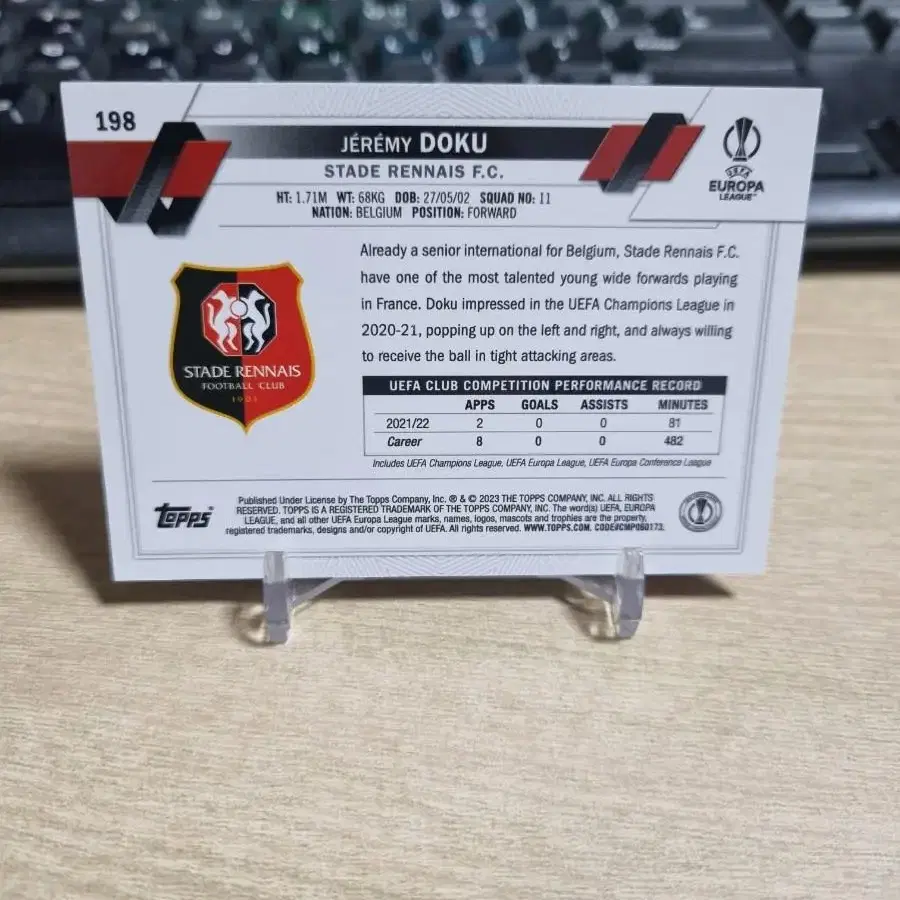 198
JÉRÉMY DOKU
STADE RENNAIS F.C.
HT: 1.71M WT: 68KG DOB: 27/05/02 SQUAD NO: 11
NATION: BELGIUM POSITION: FORWARD
UEFA
EUROPA
LEAGUE™
Already a senior international for Belgium, Stade Rennais F.C.
have one of the most talented young wide forwards playing
in France. Doku impressed in the UEFA Champions League in
2020-21, popping up on the left and right, and always willing
to receive the ball in tight attacking areas.
STADE RENNAIS
FOOTBALL CLUB
1901
UEFA CLUB COMPETITION PERFORMANCE RECORD
APPS GOALS ASSISTS MINUTES
2021/22 2 0 0 81
Career 8 0 0 482
Includes UEFA Champions League, UEFA Europa League, UEFA Europa Conference League
Topps
Published Under License by The Topps Company, Inc. ® & © 2023 THE TOPPS COMPANY, INC. ALL RIGHTS
RESERVED. TOPPS IS A REGISTERED TRADEMARK OF THE TOPPS COMPANY, INC. The word(s) UEFA, EUROPA
LEAGUE, and all other UEFA Europa League marks, names, logos, mascots and trophies are the property,
registered trademarks, designs and/or copyright of UEFA. All rights reserved. WWW.TOPPS.COM. CODE#CMP060173.